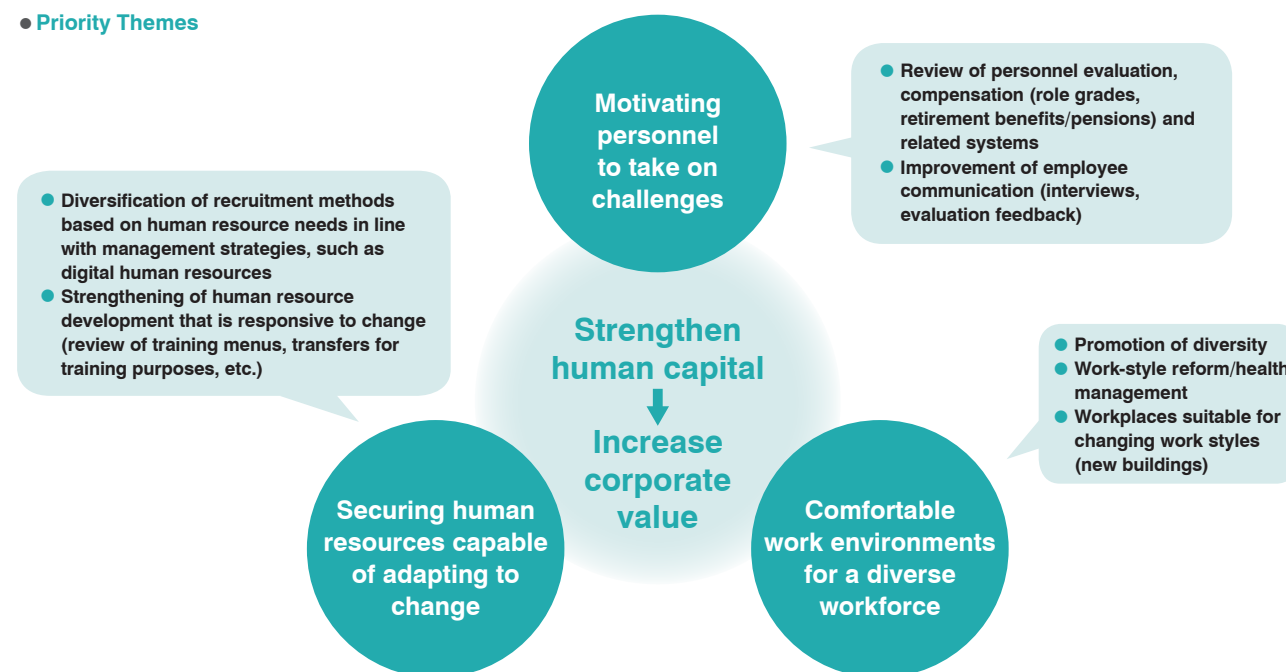 ● Priority Themes
Motivating
personnel
to take on
challenges
● Review of personnel evaluation,
compensation (role grades,
retirement benefits/pensions) and
related systems
● Improvement of employee
communication (interviews,
evaluation feedback)
● Diversification of recruitment methods
based on human resource needs in line
with management strategies, such as
digital human resources
● Strengthening of human resource
development that is responsive to change
(review of training menus, transfers for
training purposes, etc.)
Strengthen
human capital
Increase
corporate
value
● Promotion of diversity
● Work-style reform/health
management
● Workplaces suitable for
changing work styles
(new buildings)
Securing human
resources capable
of adapting to
change
Comfortable
work environments
for a diverse
workforce